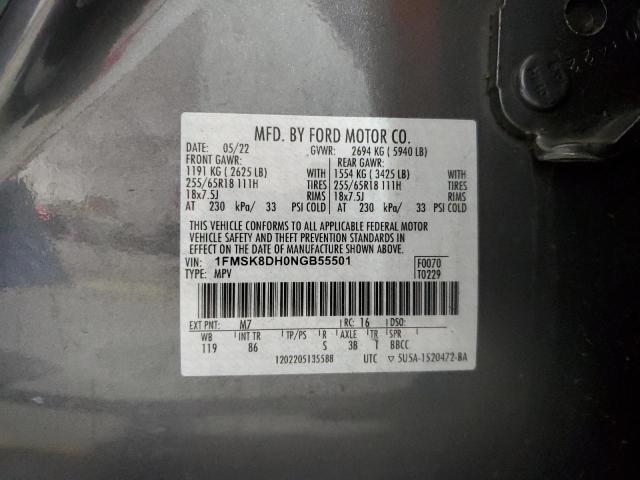 MFD. BY FORD MOTOR CO.
DATE: 05/22 GVWR: 2694 KG ( 5940 LB)
FRONT GAWR: REAR GAWR:
1191 KG ( 2625 LB) WITH 1554 KG ( 3425 LB) WITH
255/65R18 111H TIRES 255/65R18 111H TIRES
18x7.5J RIMS 18x7.5J RIMS
AT 230 kPa/ 33 PSI COLD AT 230 kPa/ 33 PSI COLD
THIS VEHICLE CONFORMS TO ALL APPLICABLE FEDERAL MOTOR
VEHICLE SAFETY AND THEFT PREVENTION STANDARDS IN
EFFECT ON THE DATE OF MANUFACTURE SHOWN ABOVE.
VIN: 1FMSK8DH0NGB55501 F0070
TYPE: MPV T0229
EXT PNT: M7 RC: 16 DSO:
WB INT TR TP/PS R AXLE TR SPR
119 86 S 3B T BBCC
1202205135588 UTC ▽ 5U5A-1520472-BA